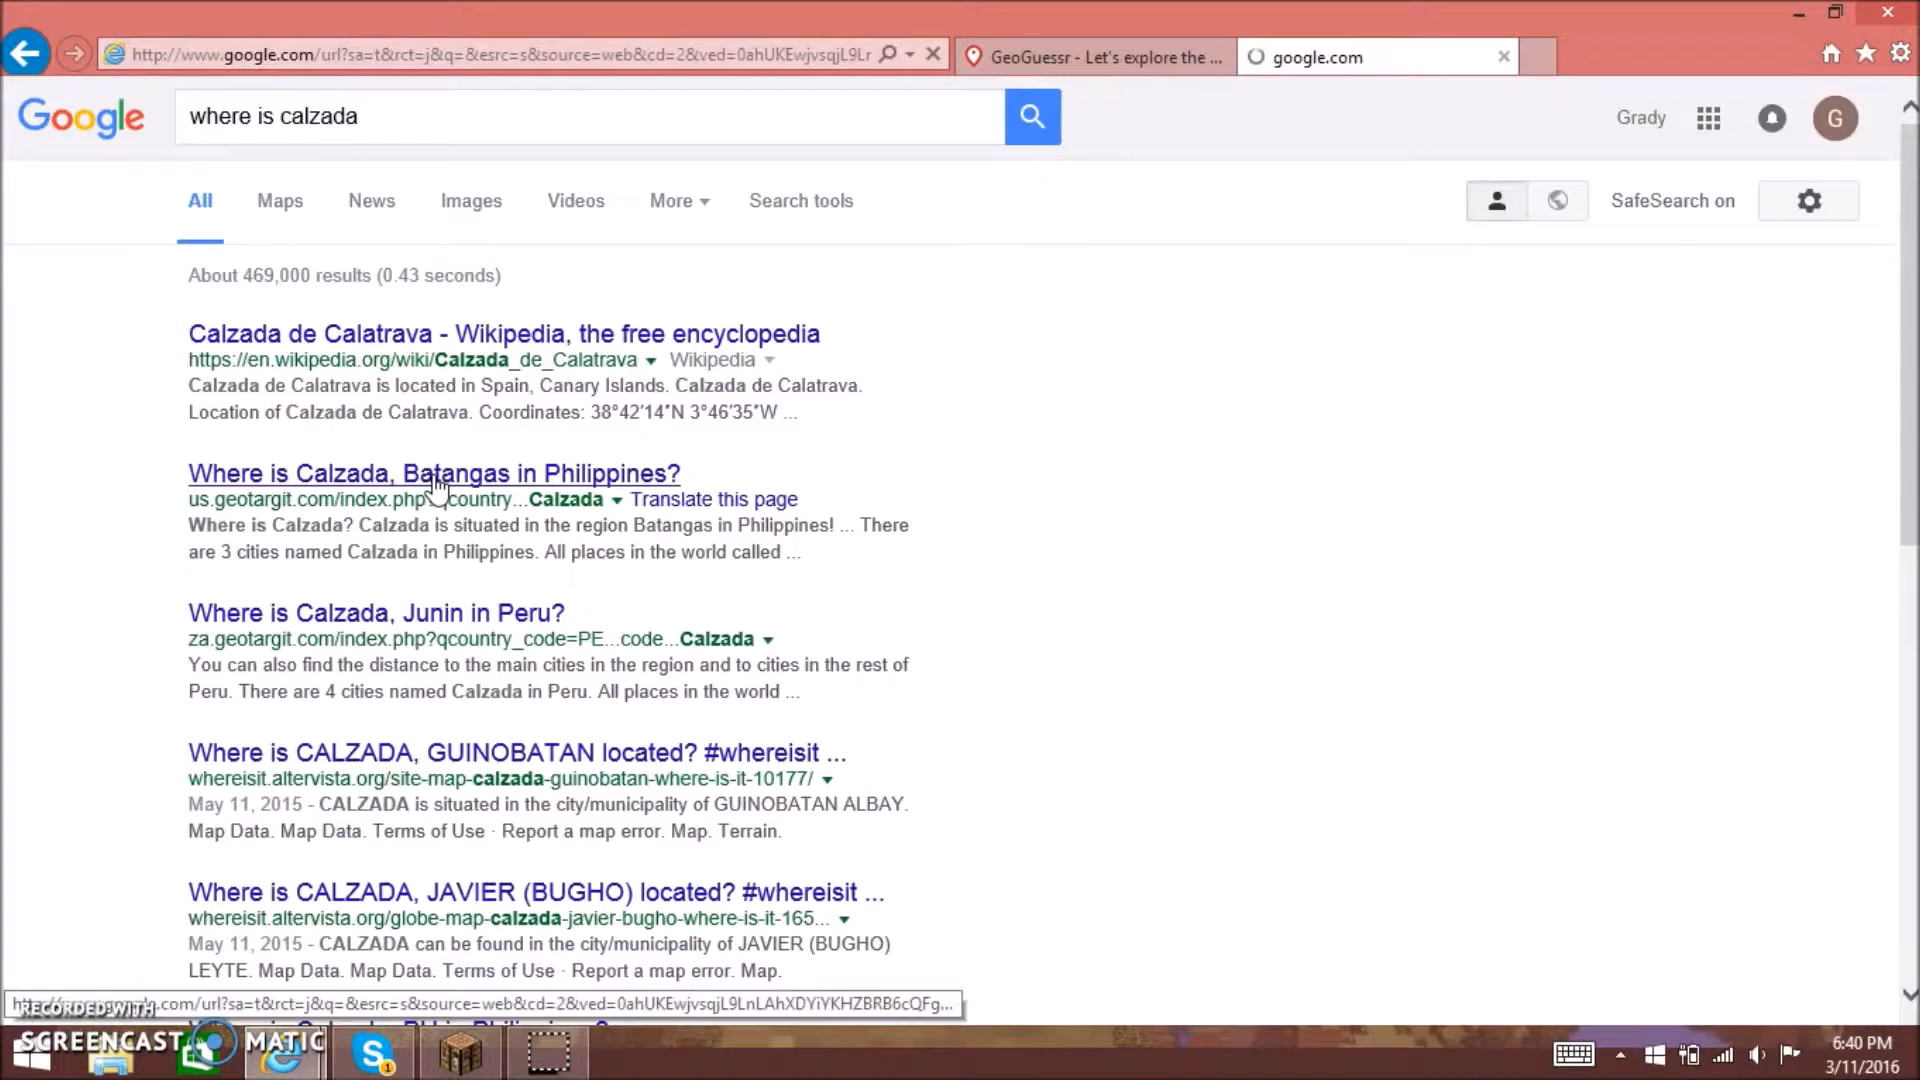 http://www.google.com/url?sa=t&rct=j&q=&esrc=s&source=web&cd=2&ved=0ahUKEwjvsqjL9Lr
GeoGuessr - Let's explore the ...
google.com
Google
where is calzada
Grady
G
All Maps News Images Videos More Search tools
SafeSearch on
About 469,000 results (0.43 seconds)
Calzada de Calatrava - Wikipedia, the free encyclopedia
https://en.wikipedia.org/wiki/Calzada_de_Calatrava Wikipedia
Calzada de Calatrava is located in Spain, Canary Islands. Calzada de Calatrava.
Location of Calzada de Calatrava. Coordinates: 38°42′14″N 3°46′35″W ...
Where is Calzada, Batangas in Philippines?
us.geotargit.com/index.php?qcountry...Calzada Translate this page
Where is Calzada? Calzada is situated in the region Batangas in Philippines! ... There
are 3 cities named Calzada in Philippines. All places in the world called ...
Where is Calzada, Junin in Peru?
za.geotargit.com/index.php?qcountry_code=PE...code...Calzada
You can also find the distance to the main cities in the region and to cities in the rest of
Peru. There are 4 cities named Calzada in Peru. All places in the world ...
Where is CALZADA, GUINOBATAN located? #whereisit ...
whereisit.altervista.org/site-map-calzada-guinobatan-where-is-it-10177/
May 11, 2015 - CALZADA is situated in the city/municipality of GUINOBATAN ALBAY.
Map Data. Map Data. Terms of Use · Report a map error. Map. Terrain.
Where is CALZADA, JAVIER (BUGHO) located? #whereisit ...
whereisit.altervista.org/globe-map-calzada-javier-bugho-where-is-it-165...
May 11, 2015 - CALZADA can be found in the city/municipality of JAVIER (BUGHO)
LEYTE. Map Data. Map Data. Terms of Use · Report a map error. Map.
.com/url?sa=t&rct=j&q=&esrc=s&source=web&cd=2&ved=0ahUKEwjvsqjL9LnLAhXDYiYKHZBRB6cQFg...
RECORDED WITH
SCREENCAST MATIC
1
6:40 PM
3/11/2016